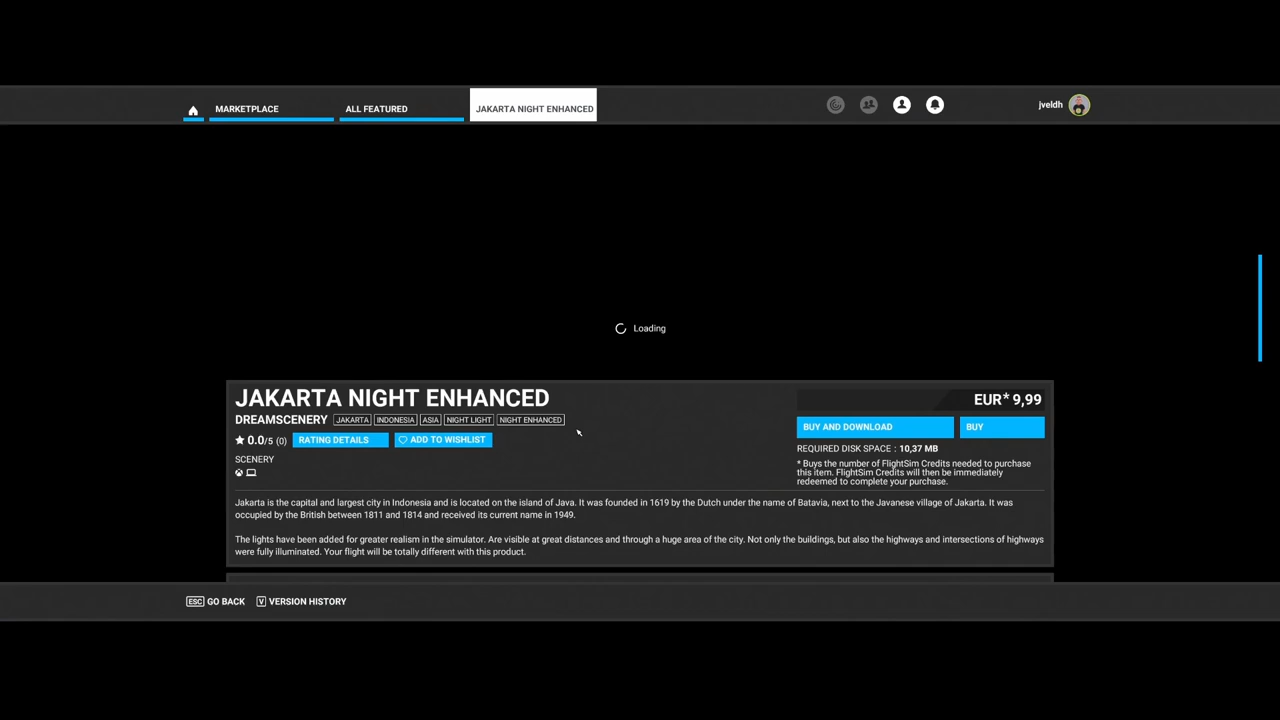 MARKETPLACE
ALL FEATURED
JAKARTA NIGHT ENHANCED
jveldh
Loading
JAKARTA NIGHT ENHANCED
DREAMSCENERY JAKARTA INDONESIA ASIA NIGHT LIGHT NIGHT ENHANCED
0.0/5 (0) RATING DETAILS ADD TO WISHLIST
SCENERY
EUR* 9,99
BUY AND DOWNLOAD BUY
REQUIRED DISK SPACE : 10,37 MB
* Buys the number of FlightSim Credits needed to purchase
this item. FlightSim Credits will then be immediately
redeemed to complete your purchase.
Jakarta is the capital and largest city in Indonesia and is located on the island of Java. It was founded in 1619 by the Dutch under the name of Batavia, next to the Javanese village of Jakarta. It was
occupied by the British between 1811 and 1814 and received its current name in 1949.
The lights have been added for greater realism in the simulator. Are visible at great distances and through a huge area of the city. Not only the buildings, but also the highways and intersections of highways
were fully illuminated. Your flight will be totally different with this product.
ESC GO BACK V VERSION HISTORY